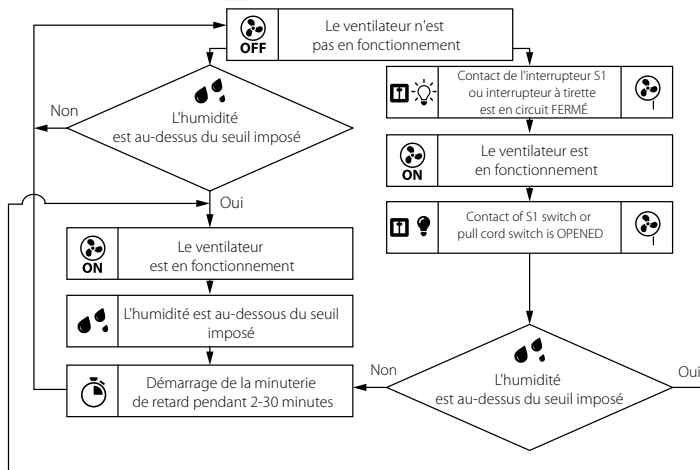 OFF
Le ventilateur n'est
pas en fonctionnement
Non
L'humidité
est au-dessus du seuil imposé
Oui
ON
Le ventilateur
est en fonctionnement
L'humidité est au-dessous du seuil
imposé
Démarrage de la minuterie
de retard pendant 2-30 minutes
Contact de l'interrupteur S1
ou interrupteur à tirette
est en circuit FERMÉ
ON
Le ventilateur est
en fonctionnement
Contact of S1 switch or
pull cord switch is OPENED
Non
L'humidité
est au-dessus du seuil imposé
Oui